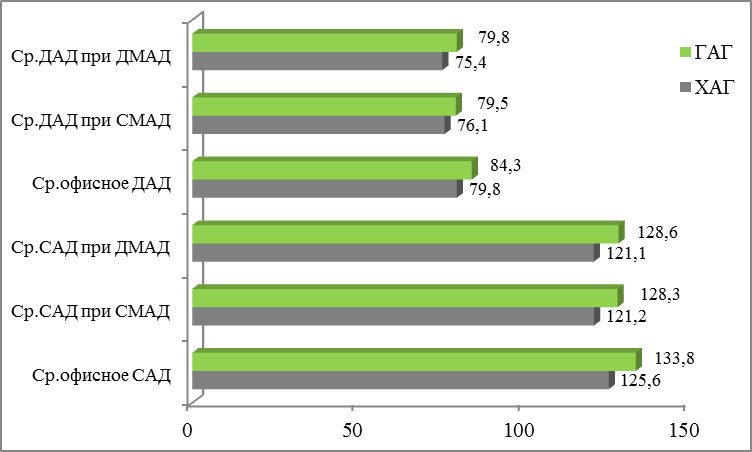 Ср.ДАД при ДМАД
79,8
75,4
Ср.ДАД при СМАД
79,5
76,1
Ср.офисное ДАД
84,3
79,8
Ср.САД при ДМАД
128,6
121,1
Ср.САД при СМАД
128,3
121,2
Ср.офисное САД
133,8
125,6
0
50
100
150
ГАГ
ХАГ